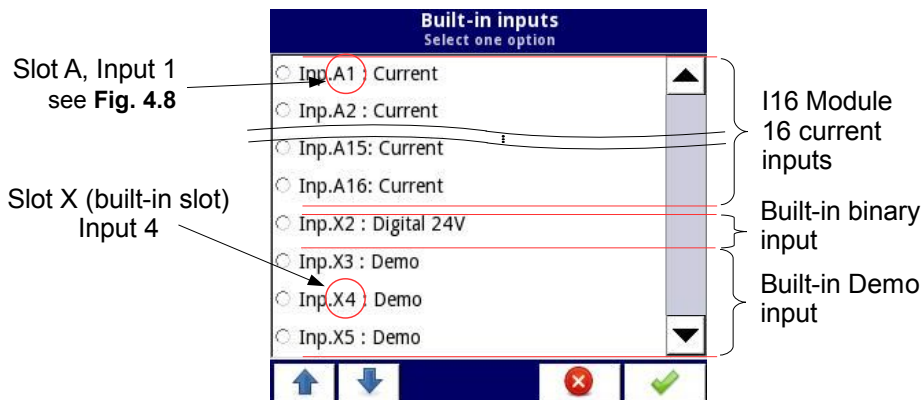 Built-in inputs
Select one option
Slot A, Input 1
see Fig. 4.8
Inp.A1 : Current
Inp.A2 : Current
Inp.A15: Current
Inp.A16: Current
I16 Module
16 current
inputs
Slot X (built-in slot)
Input 4
Inp.X2 : Digital 24V
Built-in binary
input
Inp.X3 : Demo
Inp.X4 : Demo
Inp.X5 : Demo
Built-in Demo
input